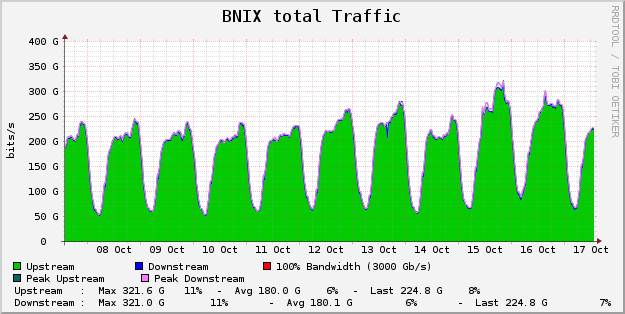 BNIX total Traffic
RRDTOOL / TOBI OETIKER
bits/s
400 G
350 G
300 G
250 G
200 G
150 G
100 G
50 G
0
08 Oct 09 Oct 10 Oct 11 Oct 12 Oct 13 Oct 14 Oct 15 Oct 16 Oct 17 Oct
Upstream Downstream 100% Bandwidth (3000 Gb/s)
Peak Upstream Peak Downstream
Upstream : Max 321.6 G 11% - Avg 180.0 G 6% - Last 224.8 G 8%
Downstream : Max 321.0 G 11% - Avg 180.1 G 6% - Last 224.8 G 7%